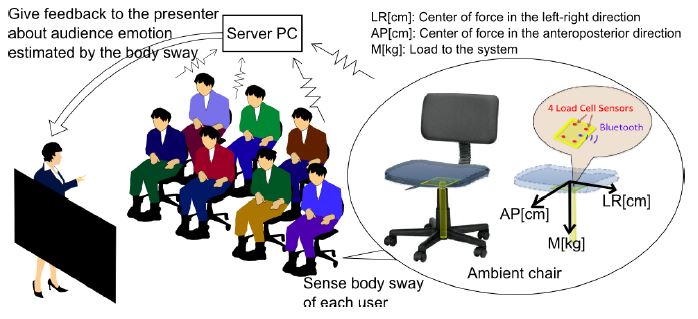 Give feedback to the presenter
about audience emotion
estimated by the body sway
Server PC
LR[cm]: Center of force in the left-right direction
AP[cm]: Center of force in the anteroposterior direction
M[kg]: Load to the system
4 Load Cell Sensors
Bluetooth
LR[cm]
AP[cm]
M[kg]
Ambient chair
Sense body sway
of each user